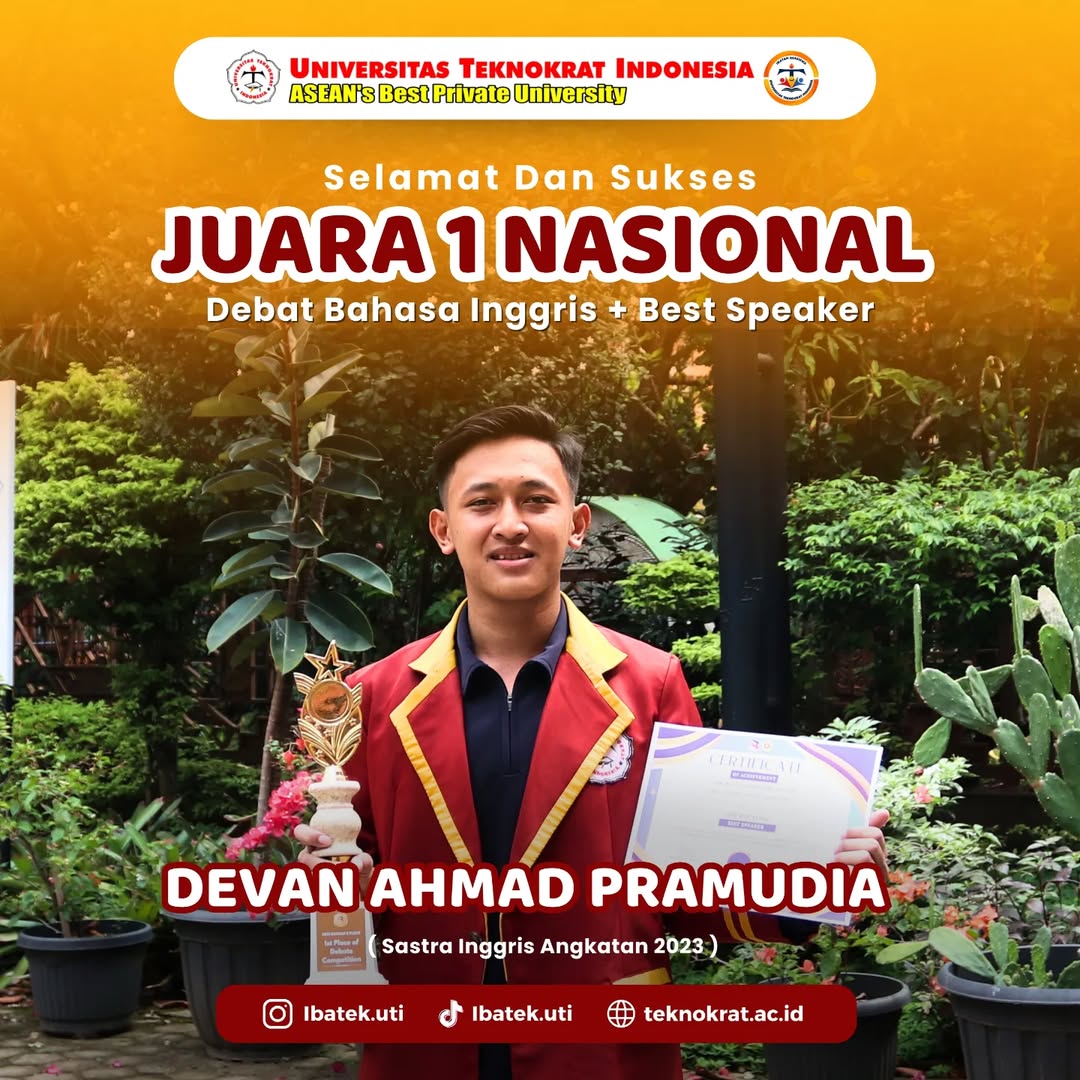 UNIVERSITAS TEKNOKRAT INDONESIA
ASEAN's Best Private University
Selamat Dan Sukses
JUARA 1 NASIONAL
Debat Bahasa Inggris + Best Speaker
CERTIFICATE
OF ACHIEVEMENT
BEST SPEAKER
DEVAN AHMAD PRAMUDIA
1st Place of
Debate
Competition
( Sastra Inggris Angkatan 2023 )
Ibatek.uti
Ibatek.uti
teknokrat.ac.id